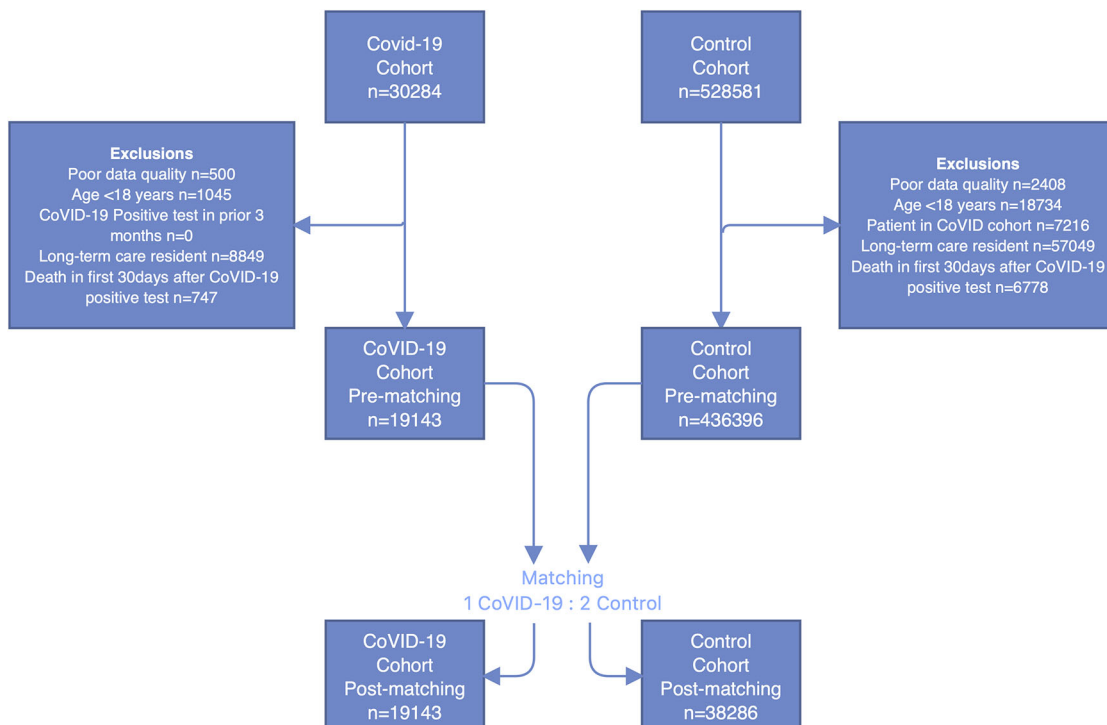 Covid-19
Cohort
n=30284
Control
Cohort
n=528581
Exclusions
Poor data quality n=500
Age <18 years n=1045
CoVID-19 Positive test in prior 3
months n=0
Long-term care resident n=8849
Death in first 30days after CoVID-19
positive test n=747
Exclusions
Poor data quality n=2408
Age <18 years n=18734
Patient in CoVID cohort n=7216
Long-term care resident n=57049
Death in first 30days after CoVID-19
positive test n=6778
CoVID-19
Cohort
Pre-matching
n=19143
Control
Cohort
Pre-matching
n=436396
Matching
1 CoVID-19 : 2 Control
CoVID-19
Cohort
Post-matching
n=19143
Control
Cohort
Post-matching
n=38286